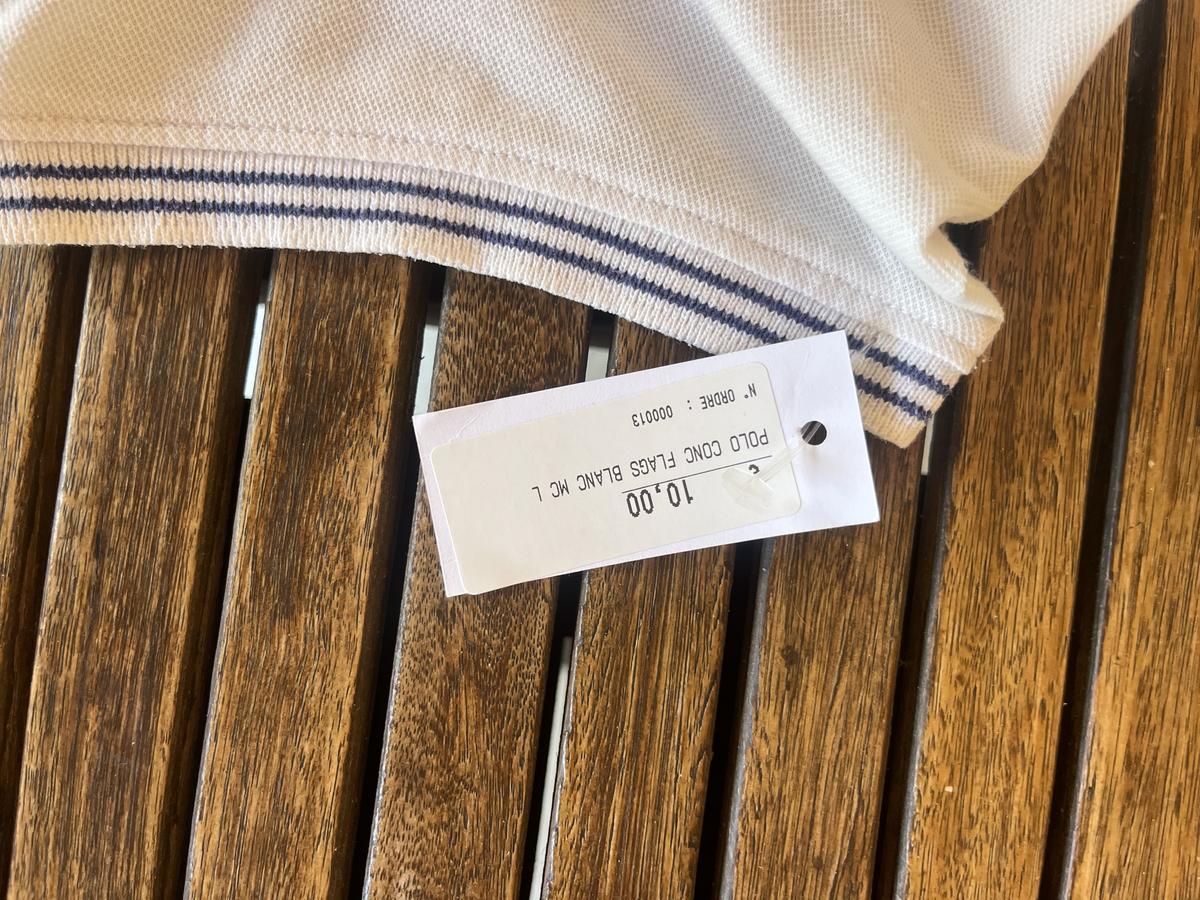 N° ORDRE : 000013
POLO CONC FLAGS BLANC MC L
€
10,00